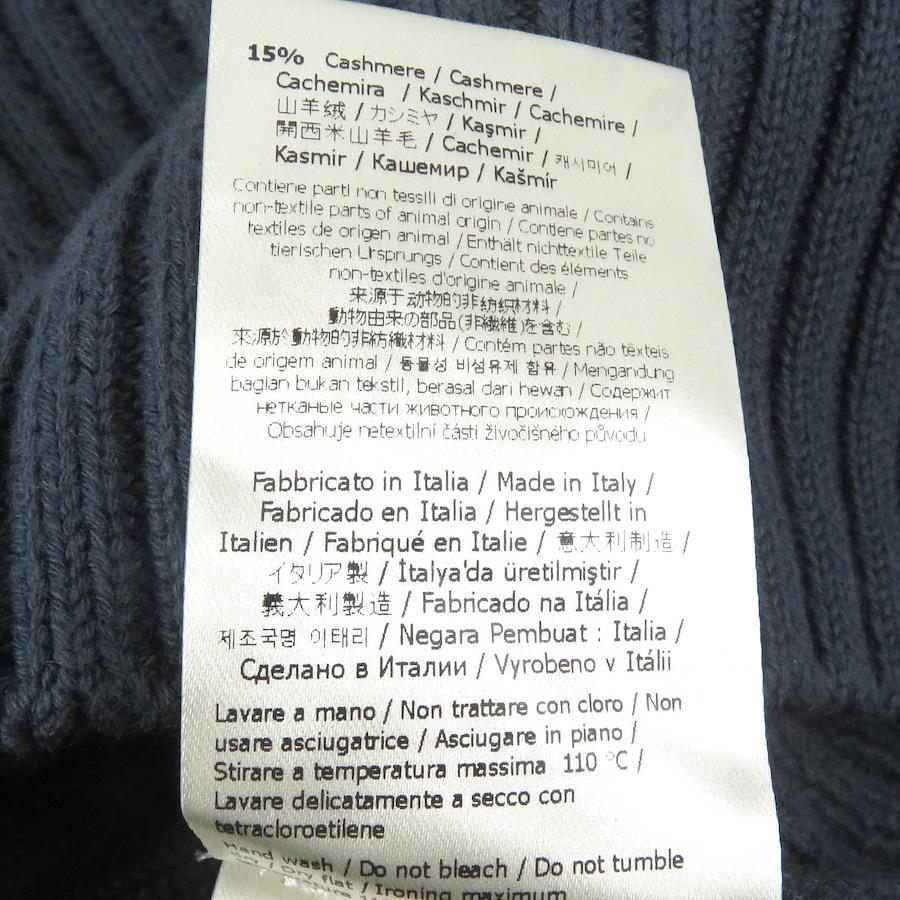 15% Cashmere / Cashmere /
Cachemira / Kaschmir / Cachemire /
山羊绒 / カシミヤ / Kaşmir /
開西米山羊毛 / Cachemir / 캐시미어 /
Kasmir / Кашемир / Kašmír
Contiene parti non tessili di origine animale / Contains
non-textile parts of animal origin / Contiene partes no
textiles de origen animal / Enthält nichttextile Teile
tierischen Ursprungs / Contient des éléments
non-textiles d'origine animale /
来源于动物的非纺织材料 /
動物由来の部品(非繊維)を含む /
來源於動物的非紡織材料 / Contém partes não têxteis
de origem animal / 동물성 비섬유제 함유 / Mengandung
bagian bukan tekstil, berasal dari hewan / Содержит
нетканые части животного происхождения /
Obsahuje netextilní části živočišného původu
Fabbricato in Italia / Made in Italy /
Fabricado en Italia / Hergestellt in
Italien / Fabriqué en Italie / 意大利制造 /
イタリア製 / İtalya'da üretilmiştir /
義大利製造 / Fabricado na Itália /
제조국명 이태리 / Negara Pembuat : Italia /
Сделано в Италии / Vyrobeno v Itálii
Lavare a mano / Non trattare con cloro / Non
usare asciugatrice / Asciugare in piano /
Stirare a temperatura massima 110 °C /
Lavare delicatamente a secco con
tetracloroetilene
Hand wash / Do not bleach / Do not tumble
dry / Dry flat / Ironing maximum